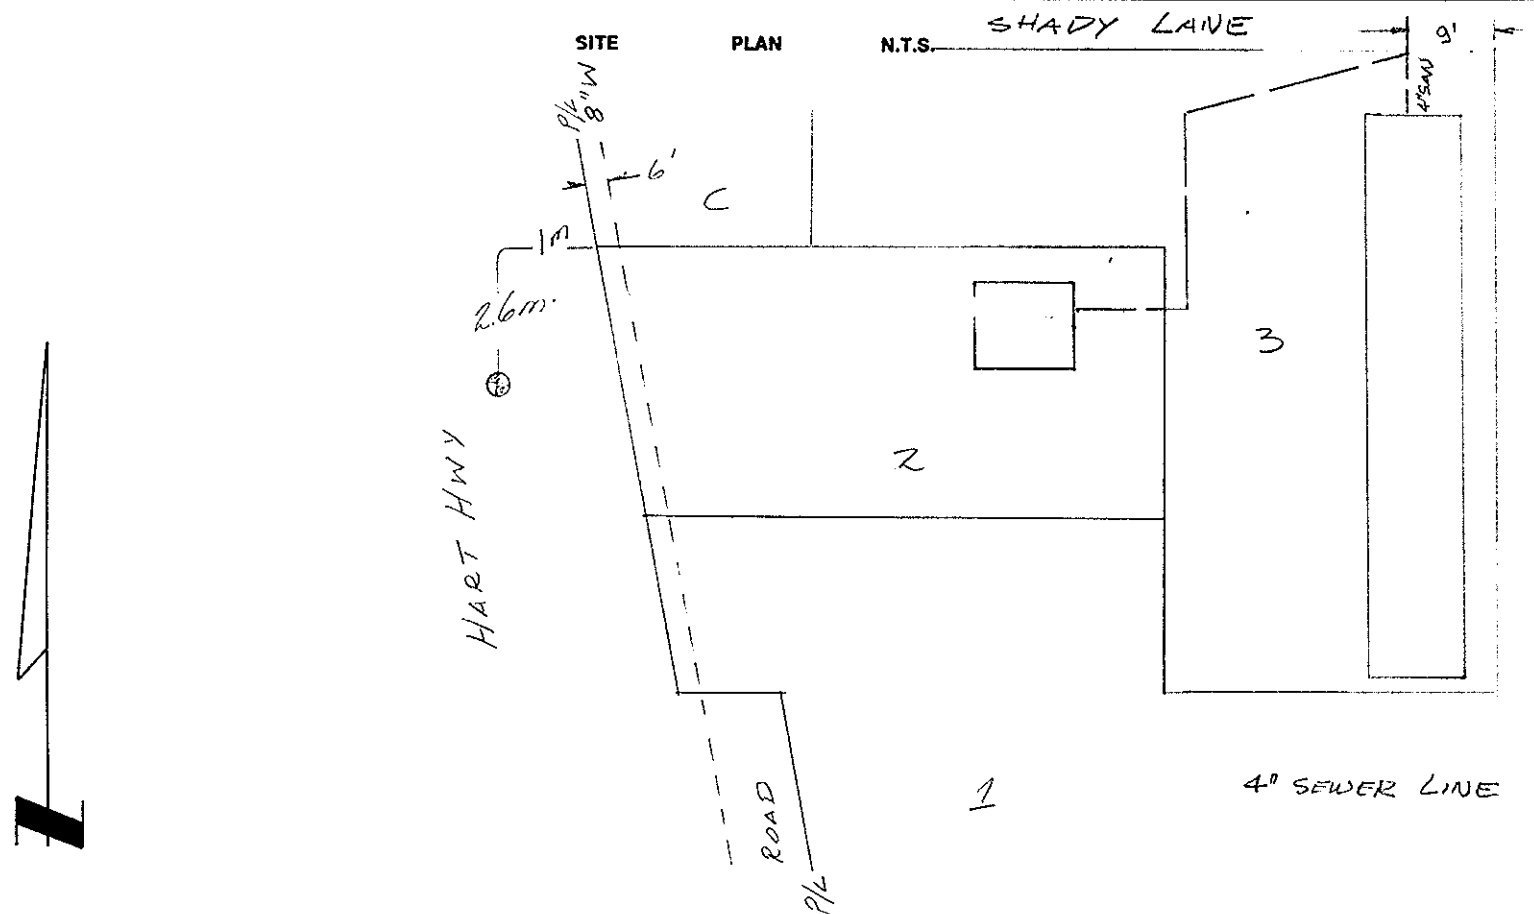 SHADY LANE
SITE PLAN N.T.S.
9'
P/L
8"W
4"SAN
6'
C
1m
2.6m.
3
HART HWY
2
1
4" SEWER LINE
ROAD
P/L